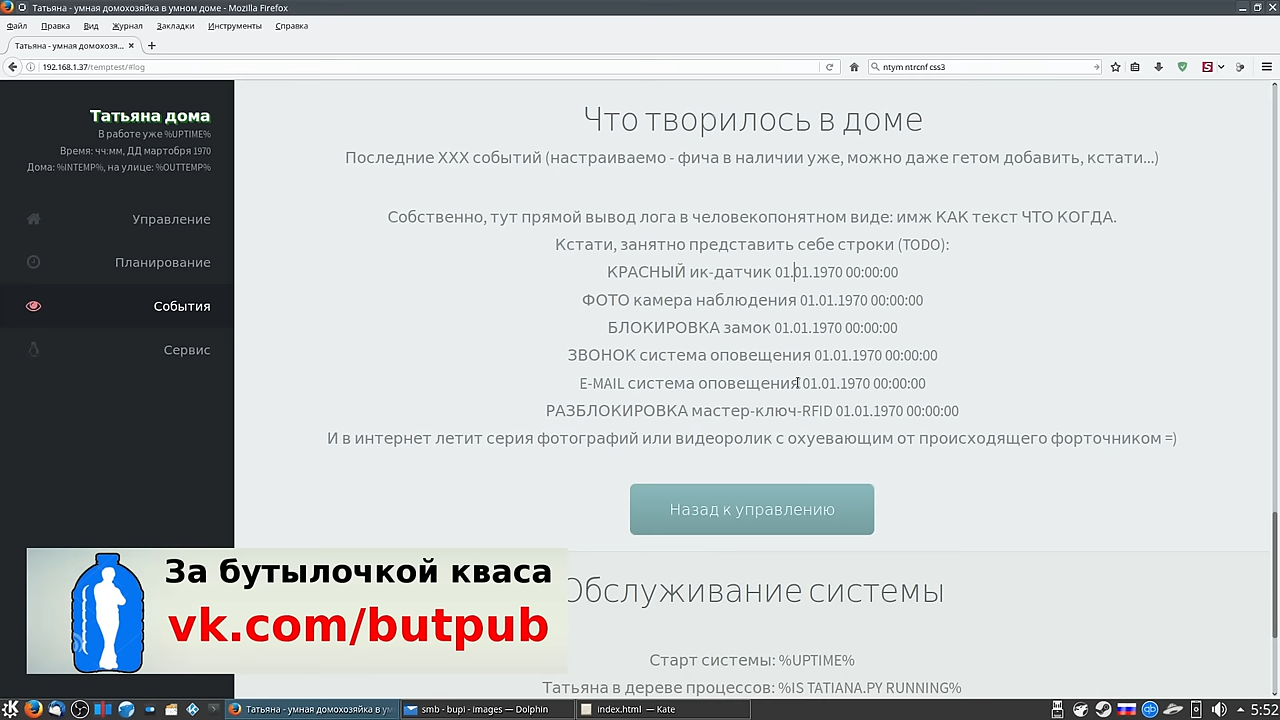 Татьяна - умная домохозяйка в умном доме - Mozilla Firefox
Файл Правка Вид Журнал Закладки Инструменты Справка
Татьяна - умная домохозя...
192.168.1.37/temptest/#log
ntym ntrcnf css3
Татьяна дома
В работе уже %UPTIME%
Время: чч:мм, ДД мартобря 1970
Дома: %INTEMP%, на улице: %OUTTEMP%
Управление
Планирование
События
Сервис
Что творилось в доме
Последние XXX событий (настраиваемо - фича в наличии уже, можно даже гетом добавить, кстати...)
Собственно, тут прямой вывод лога в человекопонятном виде: имж КАК текст ЧТО КОГДА.
Кстати, занятно представить себе строки (TODO):
КРАСНЫЙ ик-датчик 01.01.1970 00:00:00
ФОТО камера наблюдения 01.01.1970 00:00:00
БЛОКИРОВКА замок 01.01.1970 00:00:00
ЗВОНОК система оповещения 01.01.1970 00:00:00
E-MAIL система оповещения 01.01.1970 00:00:00
РАЗБЛОКИРОВКА мастер-ключ-RFID 01.01.1970 00:00:00
И в интернет летит серия фотографий или видеоролик с охуевающим от происходящего форточником =)
Назад к управлению
За бутылочкой кваса
vk.com/butpub
Обслуживание системы
Старт системы: %UPTIME%
Татьяна в дереве процессов: %IS TATIANA.PY RUNNING%
Татьяна - умная домохозяйка в ум
smb - bupi - images — Dolphin
index.html — Kate
5:52